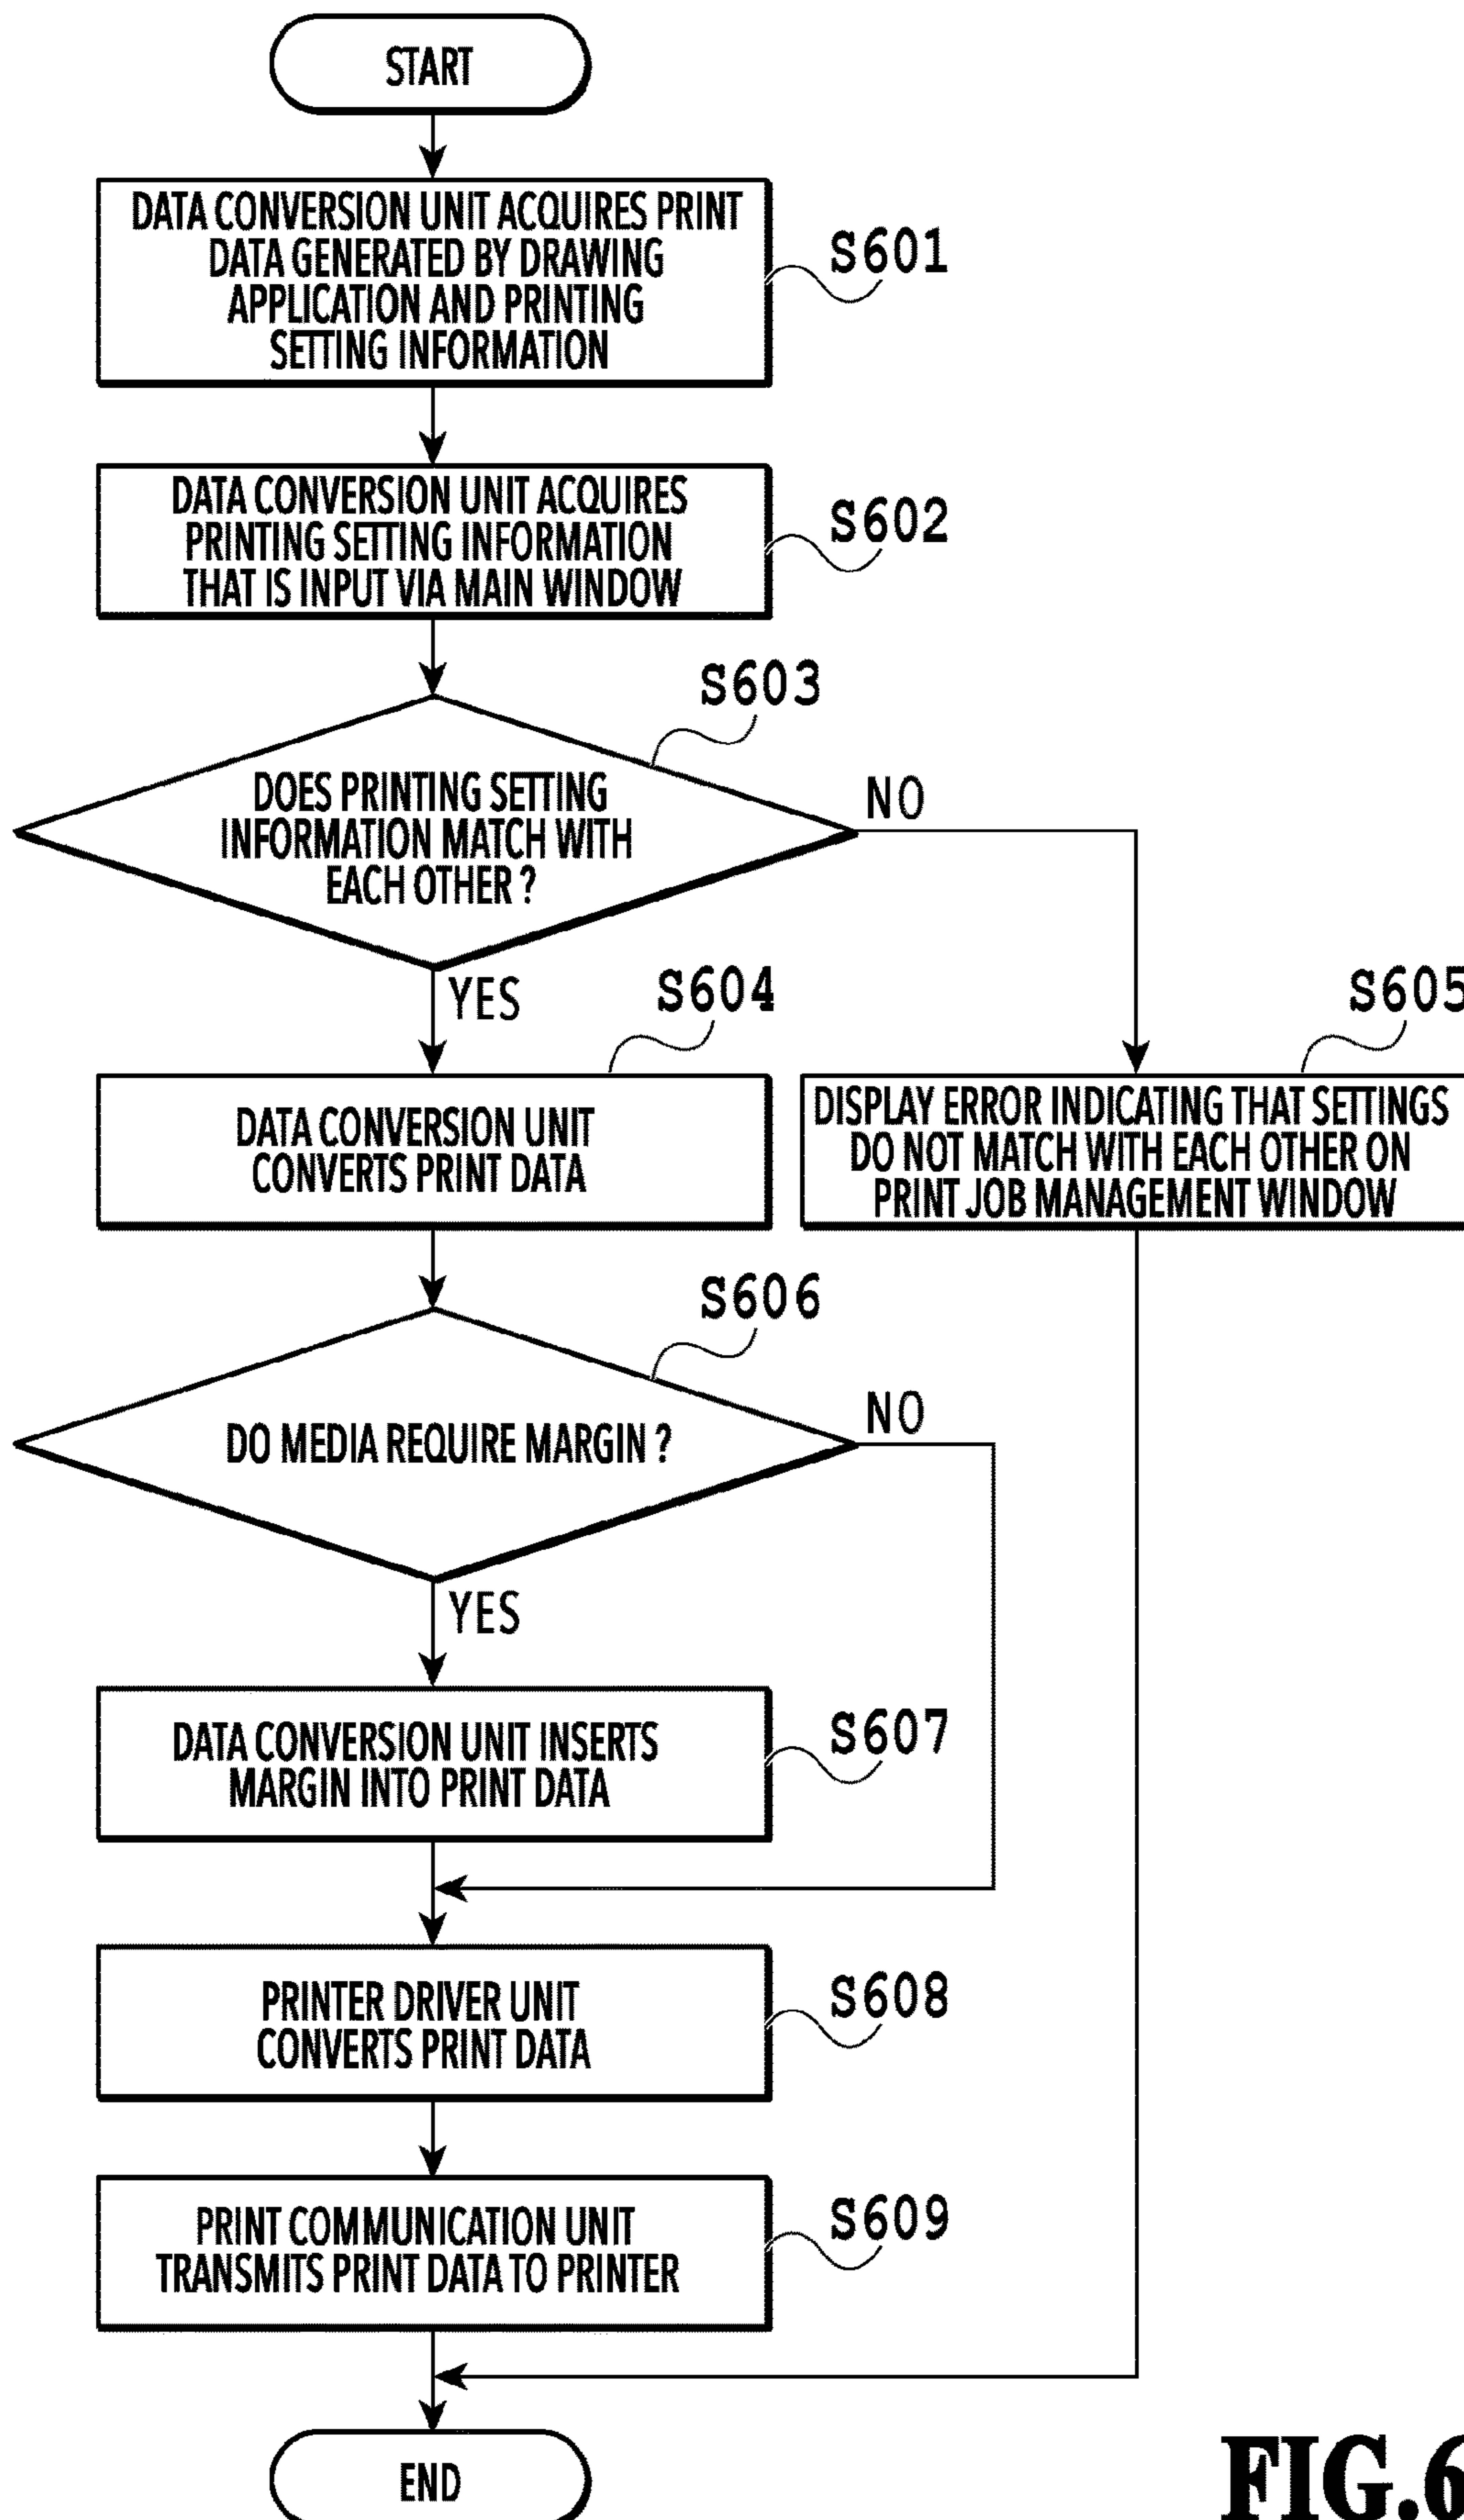 START
DATA CONVERSION UNIT ACQUIRES PRINT
DATA GENERATED BY DRAWING
APPLICATION AND PRINTING
SETTING INFORMATION
S601
DATA CONVERSION UNIT ACQUIRES
PRINTING SETTING INFORMATION
THAT IS INPUT VIA MAIN WINDOW
S602
S603
DOES PRINTING SETTING
INFORMATION MATCH WITH
EACH OTHER ?
NO
YES
S604
S605
DATA CONVERSION UNIT
CONVERTS PRINT DATA
DISPLAY ERROR INDICATING THAT SETTINGS
DO NOT MATCH WITH EACH OTHER ON
PRINT JOB MANAGEMENT WINDOW
S606
DO MEDIA REQUIRE MARGIN ?
NO
YES
DATA CONVERSION UNIT INSERTS
MARGIN INTO PRINT DATA
S607
PRINTER DRIVER UNIT
CONVERTS PRINT DATA
S608
PRINT COMMUNICATION UNIT
TRANSMITS PRINT DATA TO PRINTER
S609
END
FIG.6